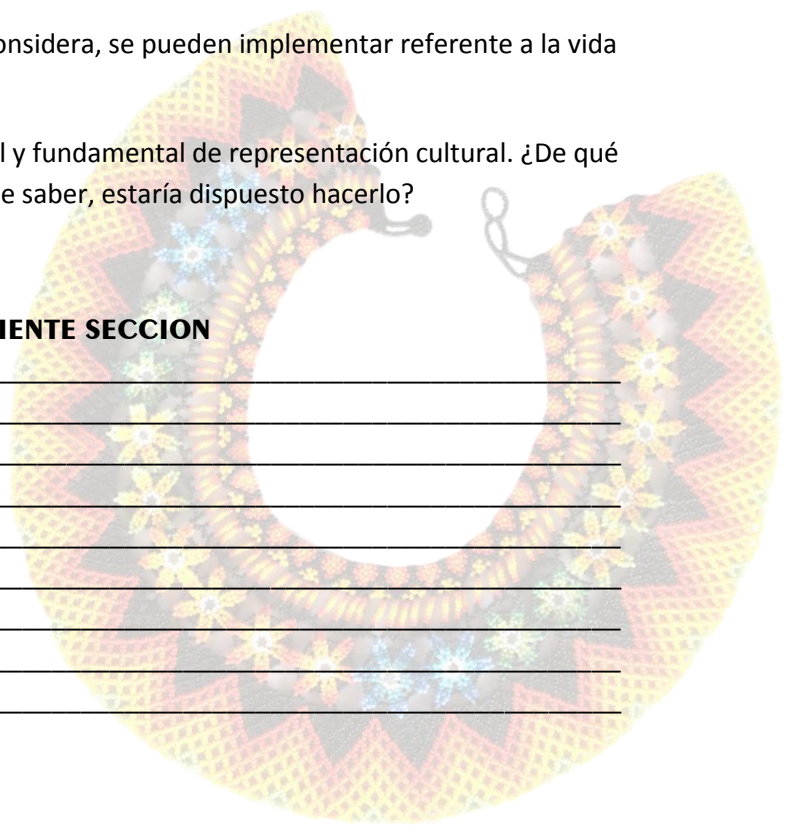 onsidera, se pueden implementar referente a la vida
l y fundamental de representación cultural. ¿De qué
e saber, estaría dispuesto hacerlo?
IENTE SECCION